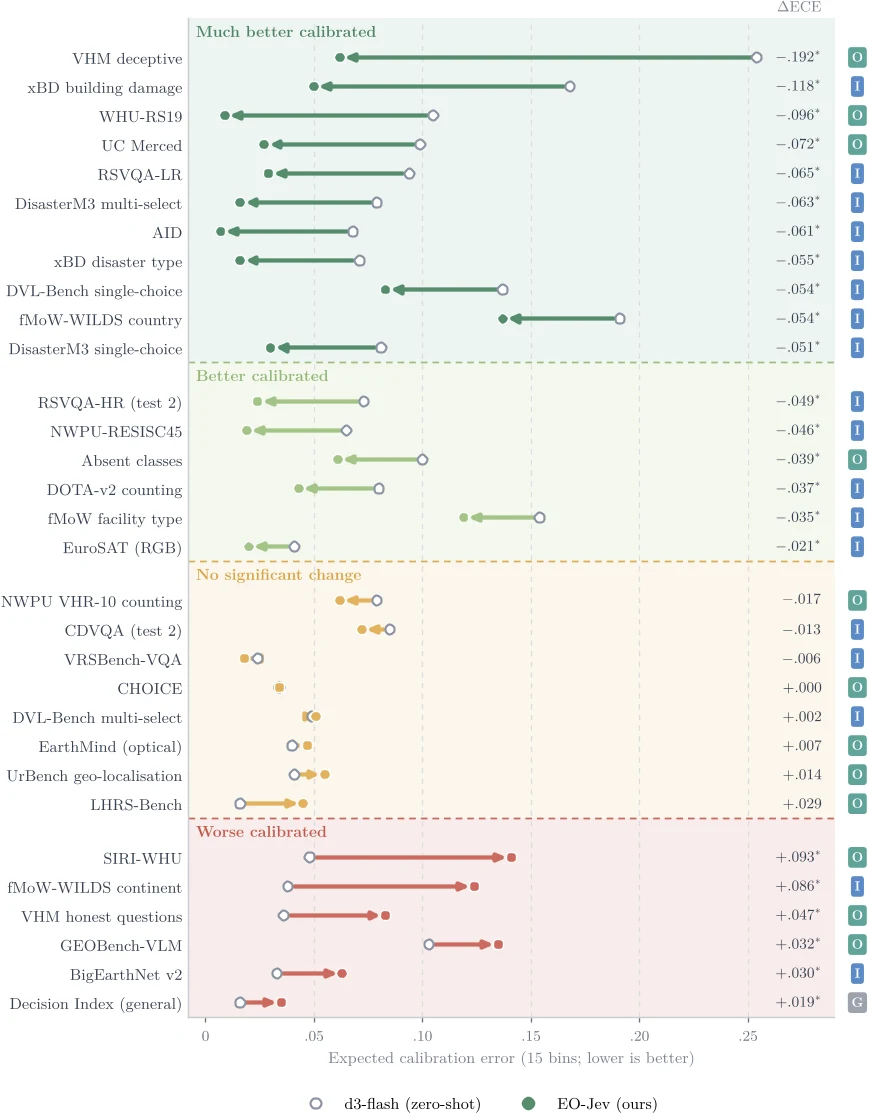 ΔECE
Much better calibrated
VHM deceptive −.192* O
xBD building damage −.118* I
WHU-RS19 −.096* O
UC Merced −.072* O
RSVQA-LR −.065* I
DisasterM3 multi-select −.063* I
AID −.061* I
xBD disaster type −.055* I
DVL-Bench single-choice −.054* I
fMoW-WILDS country −.054* I
DisasterM3 single-choice −.051* I
Better calibrated
RSVQA-HR (test 2) −.049* I
NWPU-RESISC45 −.046* I
Absent classes −.039* O
DOTA-v2 counting −.037* I
fMoW facility type −.035* I
EuroSAT (RGB) −.021* I
No significant change
NWPU VHR-10 counting −.017 O
CDVQA (test 2) −.013 I
VRSBench-VQA −.006 I
CHOICE +.000 O
DVL-Bench multi-select +.002 I
EarthMind (optical) +.007 O
UrBench geo-localisation +.014 O
LHRS-Bench +.029 O
Worse calibrated
SIRI-WHU +.093* O
fMoW-WILDS continent +.086* I
VHM honest questions +.047* O
GEOBench-VLM +.032* O
BigEarthNet v2 +.030* I
Decision Index (general) +.019* G
0 .05 .10 .15 .20 .25
Expected calibration error (15 bins; lower is better)
d3-flash (zero-shot) EO-Jev (ours)